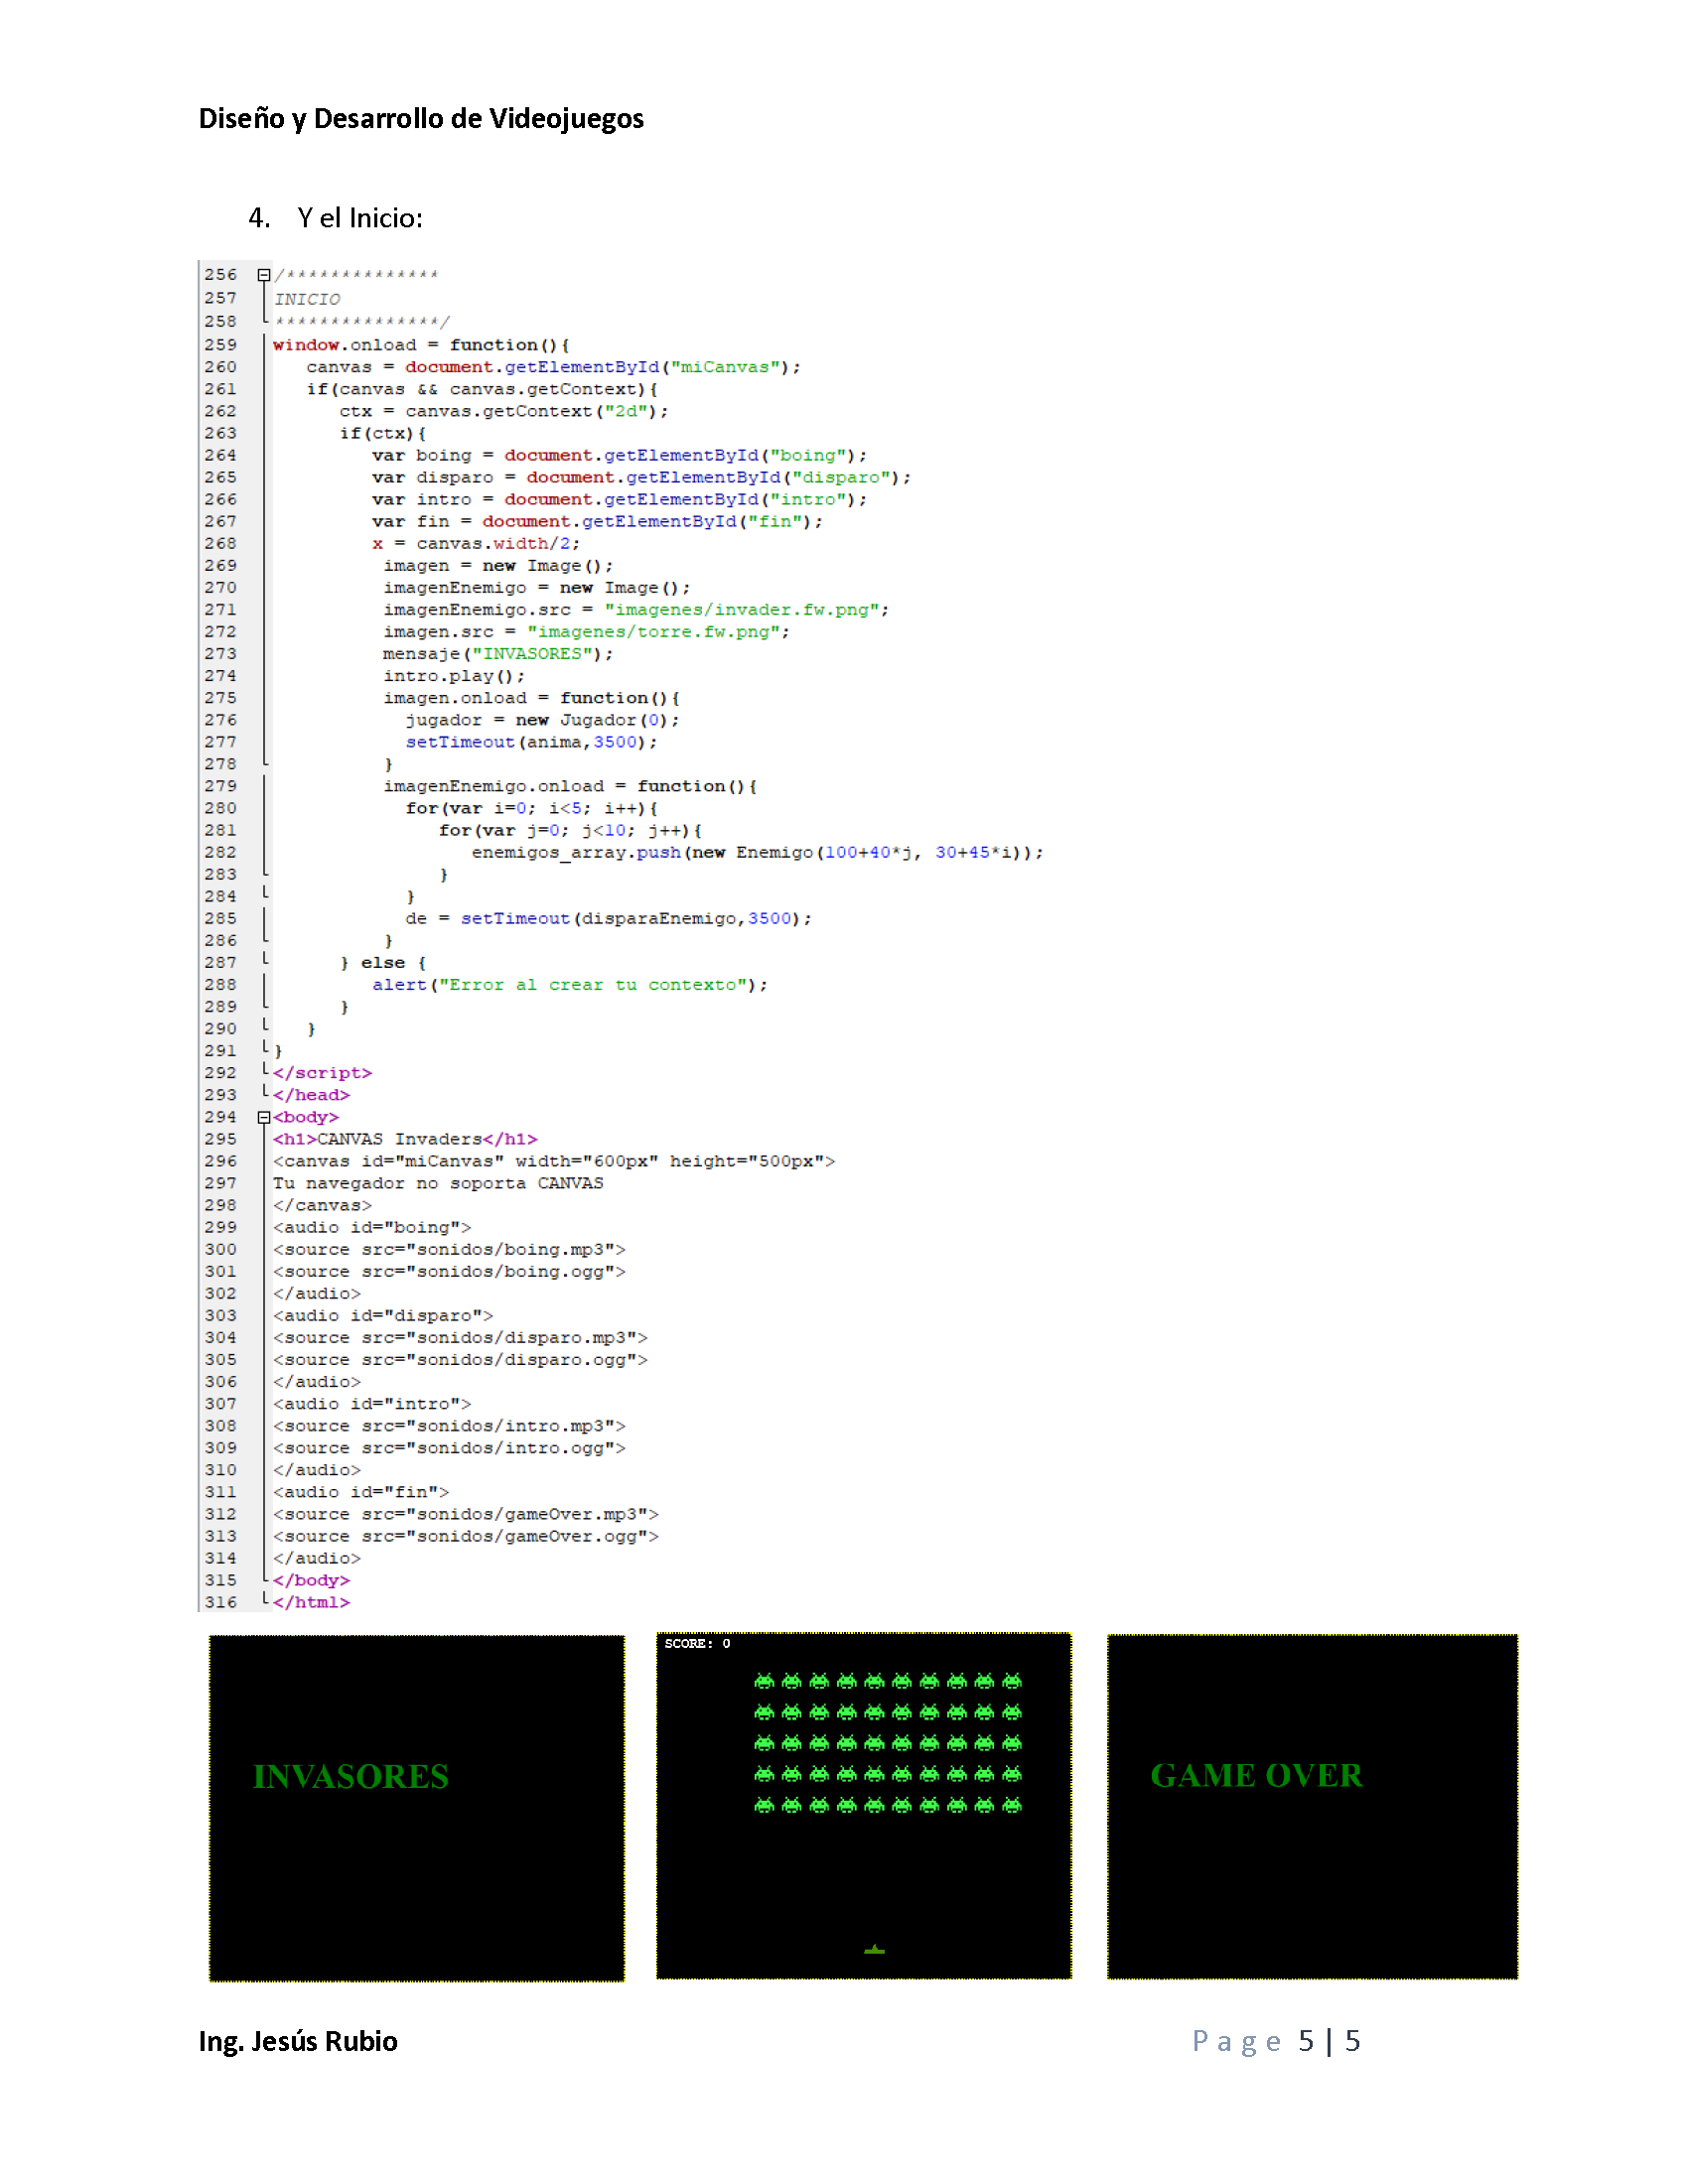 Diseño y Desarrollo de Videojuegos
4. Y el Inicio:
256 /**************
257 INICIO
258 ***************/
259 window.onload = function(){
260 canvas = document.getElementById("miCanvas");
261 if(canvas && canvas.getContext){
262 ctx = canvas.getContext("2d");
263 if(ctx){
264 var boing = document.getElementById("boing");
265 var disparo = document.getElementById("disparo");
266 var intro = document.getElementById("intro");
267 var fin = document.getElementById("fin");
268 x = canvas.width/2;
269 imagen = new Image();
270 imagenEnemigo = new Image();
271 imagenEnemigo.src = "imagenes/invader.fw.png";
272 imagen.src = "imagenes/torre.fw.png";
273 mensaje("INVASORES");
274 intro.play();
275 imagen.onload = function(){
276 jugador = new Jugador(0);
277 setTimeout(anima,3500);
278 }
279 imagenEnemigo.onload = function(){
280 for(var i=0; i<5; i++){
281 for(var j=0; j<10; j++){
282 enemigos_array.push(new Enemigo(100+40*j, 30+45*i));
283 }
284 }
285 de = setTimeout(disparaEnemigo,3500);
286 }
287 } else {
288 alert("Error al crear tu contexto");
289 }
290 }
291 }
292 </script>
293 </head>
294 <body>
295 <h1>CANVAS Invaders</h1>
296 <canvas id="miCanvas" width="600px" height="500px">
297 Tu navegador no soporta CANVAS
298 </canvas>
299 <audio id="boing">
300 <source src="sonidos/boing.mp3">
301 <source src="sonidos/boing.ogg">
302 </audio>
303 <audio id="disparo">
304 <source src="sonidos/disparo.mp3">
305 <source src="sonidos/disparo.ogg">
306 </audio>
307 <audio id="intro">
308 <source src="sonidos/intro.mp3">
309 <source src="sonidos/intro.ogg">
310 </audio>
311 <audio id="fin">
312 <source src="sonidos/gameOver.mp3">
313 <source src="sonidos/gameOver.ogg">
314 </audio>
315 </body>
316 </html>
SCORE: 0
INVASORES
GAME OVER
Ing. Jesús Rubio
Page 5 | 5